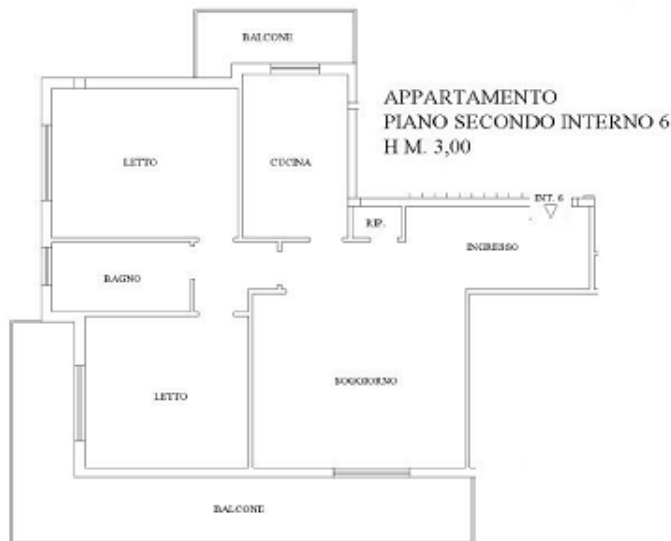 BALCONE
APPARTAMENTO
PIANO SECONDO INTERNO 6
H M. 3,00
LETTO
CUCINA
INT. 6
RIP.
INGRESSO
BAGNO
SOGGIORNO
LETTO
BALCONE